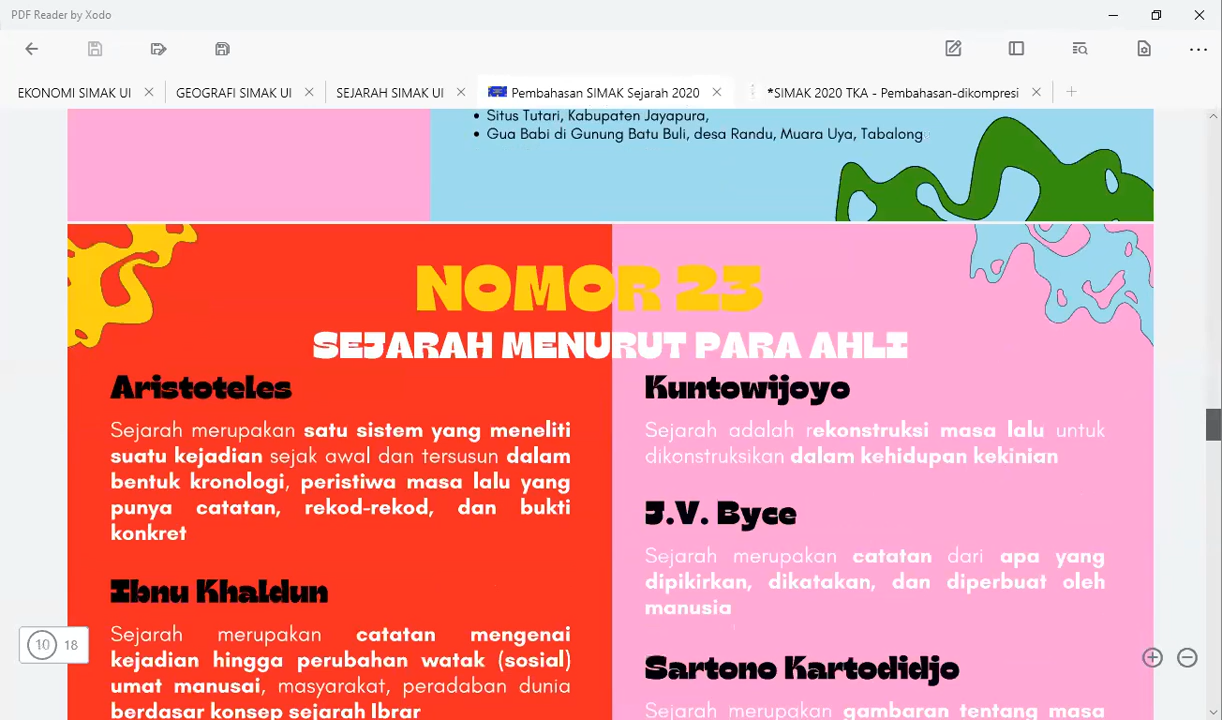 PDF Reader by Xodo
EKONOMI SIMAK UI
GEOGRAFI SIMAK UI
SEJARAH SIMAK UI
Pembahasan SIMAK Sejarah 2020
*SIMAK 2020 TKA - Pembahasan-dikompresi
Situs Tutari, Kabupaten Jayapura,
Gua Babi di Gunung Batu Buli, desa Randu, Muara Uya, Tabalong
NOMOR 23
SEJARAH MENURUT PARA AHLI
Aristoteles
Sejarah merupakan satu sistem yang meneliti
suatu kejadian sejak awal dan tersusun dalam
bentuk kronologi, peristiwa masa lalu yang
punya catatan, rekod-rekod, dan bukti
konkret
Ibnu Khaldun
Sejarah merupakan catatan mengenai
kejadian hingga perubahan watak (sosial)
umat manusai, masyarakat, peradaban dunia
berdasar konsep sejarah Ibrar
Kuntowijoyo
Sejarah adalah rekonstruksi masa lalu untuk
dikonstruksikan dalam kehidupan kekinian
J.V. Byce
Sejarah merupakan catatan dari apa yang
dipikirkan, dikatakan, dan diperbuat oleh
manusia
Sartono Kartodidjo
Sejarah merupakan gambaran tentang masa
10 18